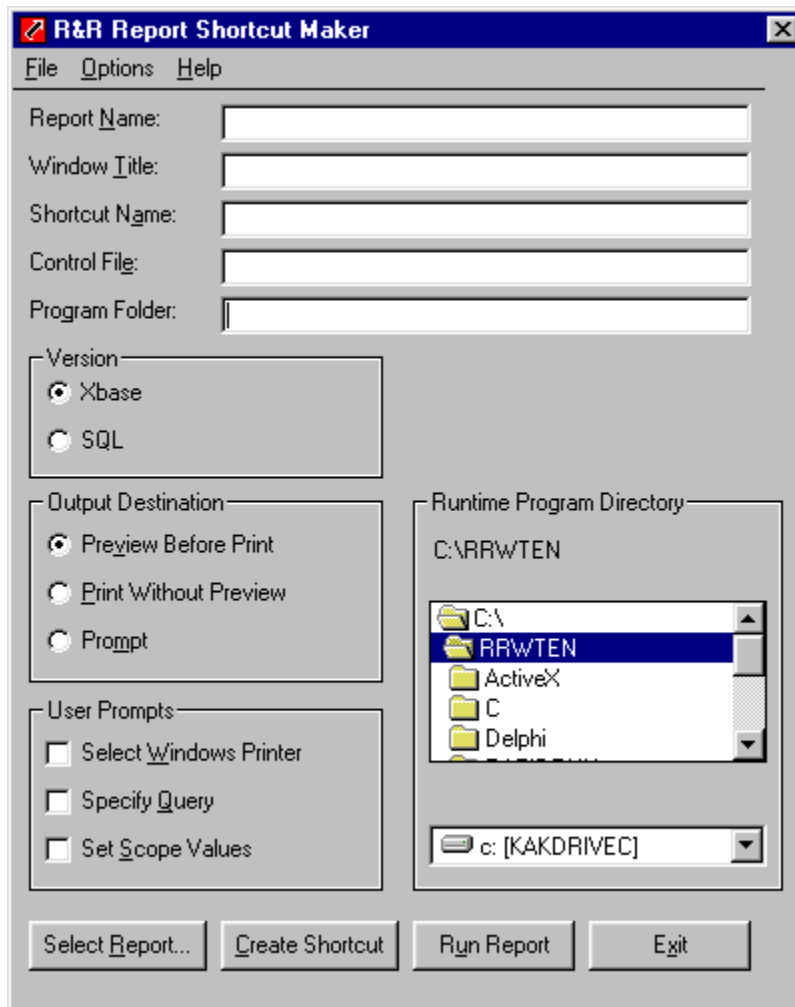 R&R Report Shortcut Maker
File Options Help
Report Name:
Window Title:
Shortcut Name:
Control File:
Program Folder:
Version
Xbase
SQL
Output Destination
Preview Before Print
Print Without Preview
Prompt
User Prompts
Select Windows Printer
Specify Query
Set Scope Values
Runtime Program Directory
C:\RRWTEN
C:\
RRWTEN
ActiveX
C
Delphi
c: [KAKDRIVEC]
Select Report... Create Shortcut Run Report Exit